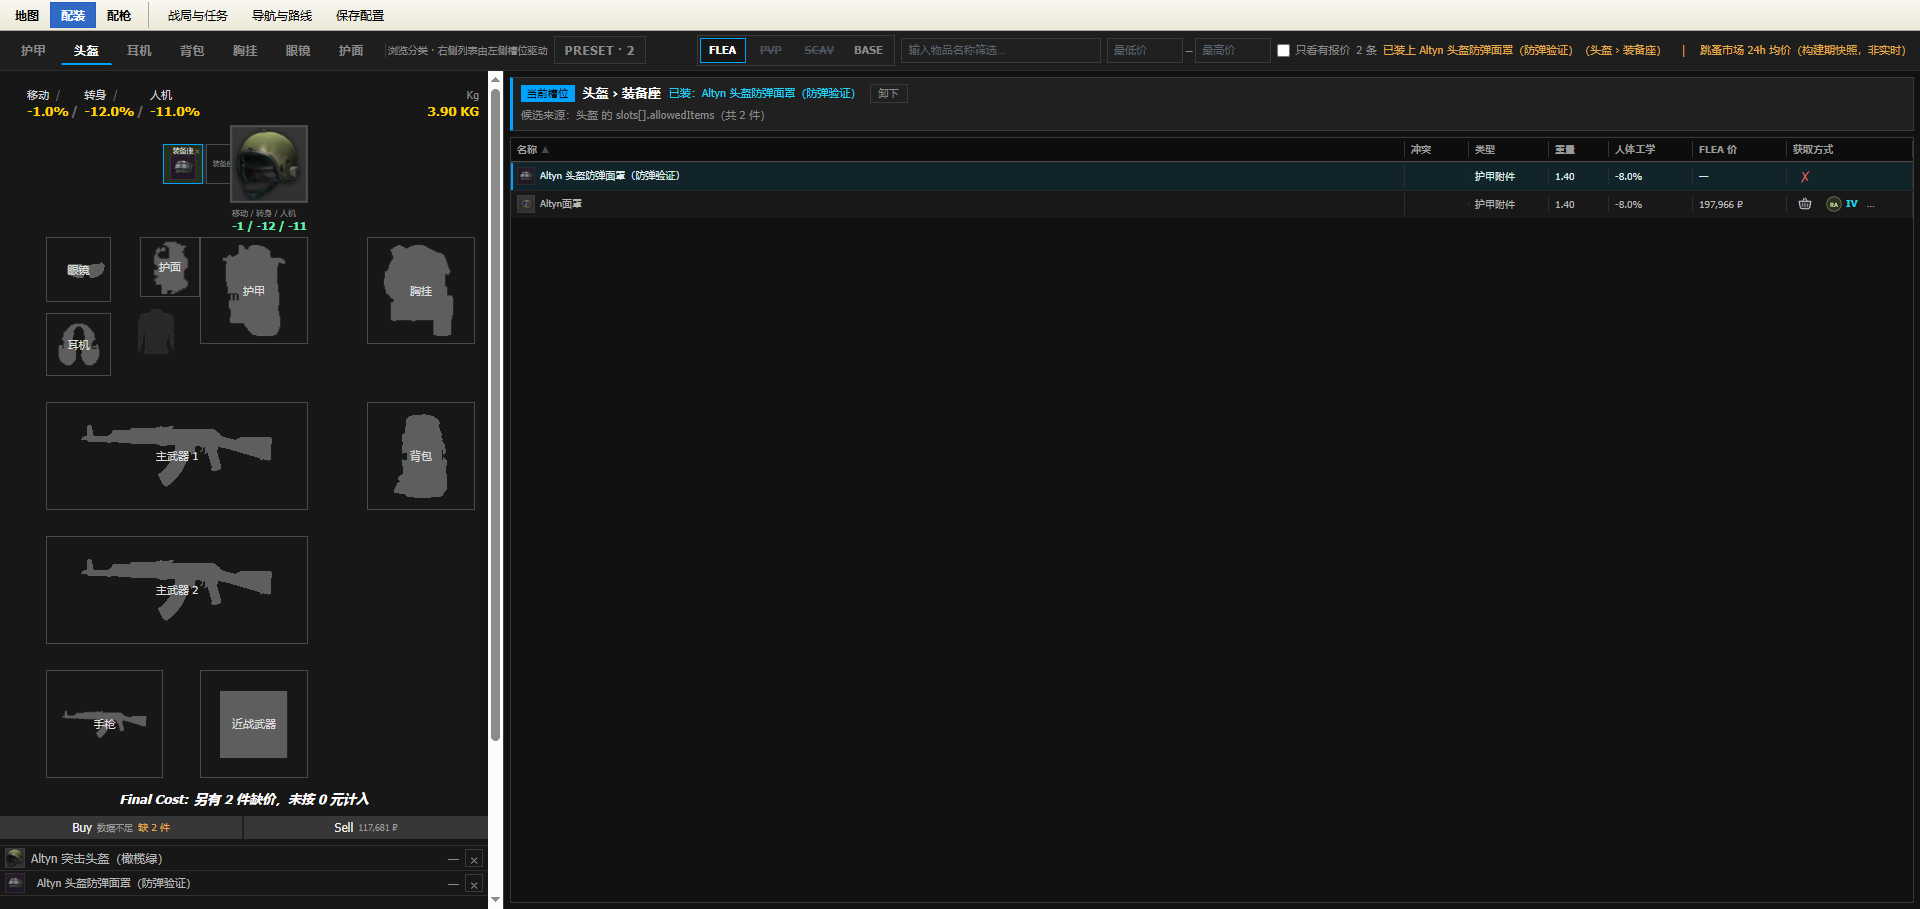 地图 配装 配枪 战局与任务 导航与路线 保存配置
护甲 头盔 耳机 背包 胸挂 眼镜 护面 浏览分类 · 右侧列表由左侧槽位驱动 PRESET · 2 FLEA PVP SCAV BASE 输入物品名称筛选... 最低价 — 最高价 只看有报价 2 条 已装上 Altyn 头盔防弹面罩（防弹验证）（头盔 › 装备座） | 跳蚤市场 24h 均价（构建期快照，非实时）
移动 / 转身 / 人机 Kg
-1.0% / -12.0% / -11.0% 3.90 KG
装备座 ×
移动 / 转身 / 人机
-1 / -12 / -11
眼镜 护面 护甲 胸挂
耳机
主武器 1 背包
主武器 2
手枪 近战武器
Final Cost: 另有 2 件缺价，未按 0 元计入
Buy 数据不足 缺 2 件 Sell 117,681 ₽
Altyn 突击头盔（橄榄绿） — ×
Altyn 头盔防弹面罩（防弹验证） — ×
当前槽位 头盔 › 装备座 已装：Altyn 头盔防弹面罩（防弹验证） 卸下
候选来源：头盔 的 slots[].allowedItems（共 2 件）
名称 ▲ 冲突 类型 重量 人体工学 FLEA 价 获取方式
Altyn 头盔防弹面罩（防弹验证） 护甲附件 1.40 -8.0% — ✗
Altyn面罩 护甲附件 1.40 -8.0% 197,966 ₽ RA IV ...